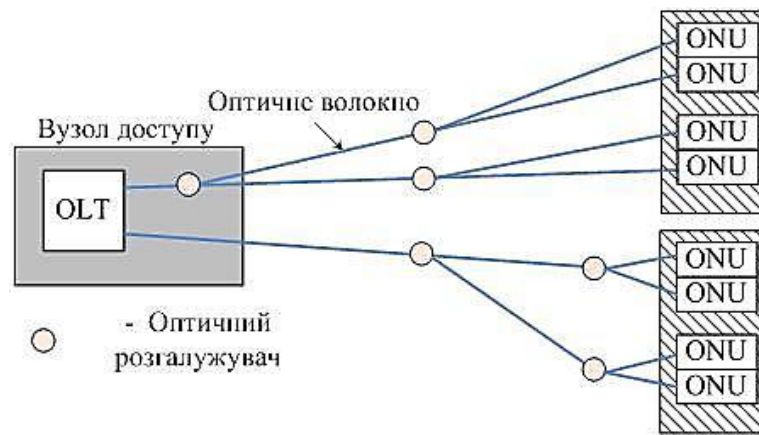 ONU
ONU
Оптичне волокно
Вузол доступу
ONU
ONU
OLT
ONU
ONU
- Оптичний
розгалужувач
ONU
ONU